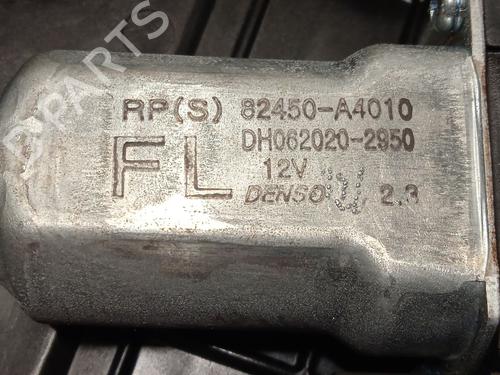 RP(S) 82450-A4010
FL DH062020-2950
12V
DENSO 2.3